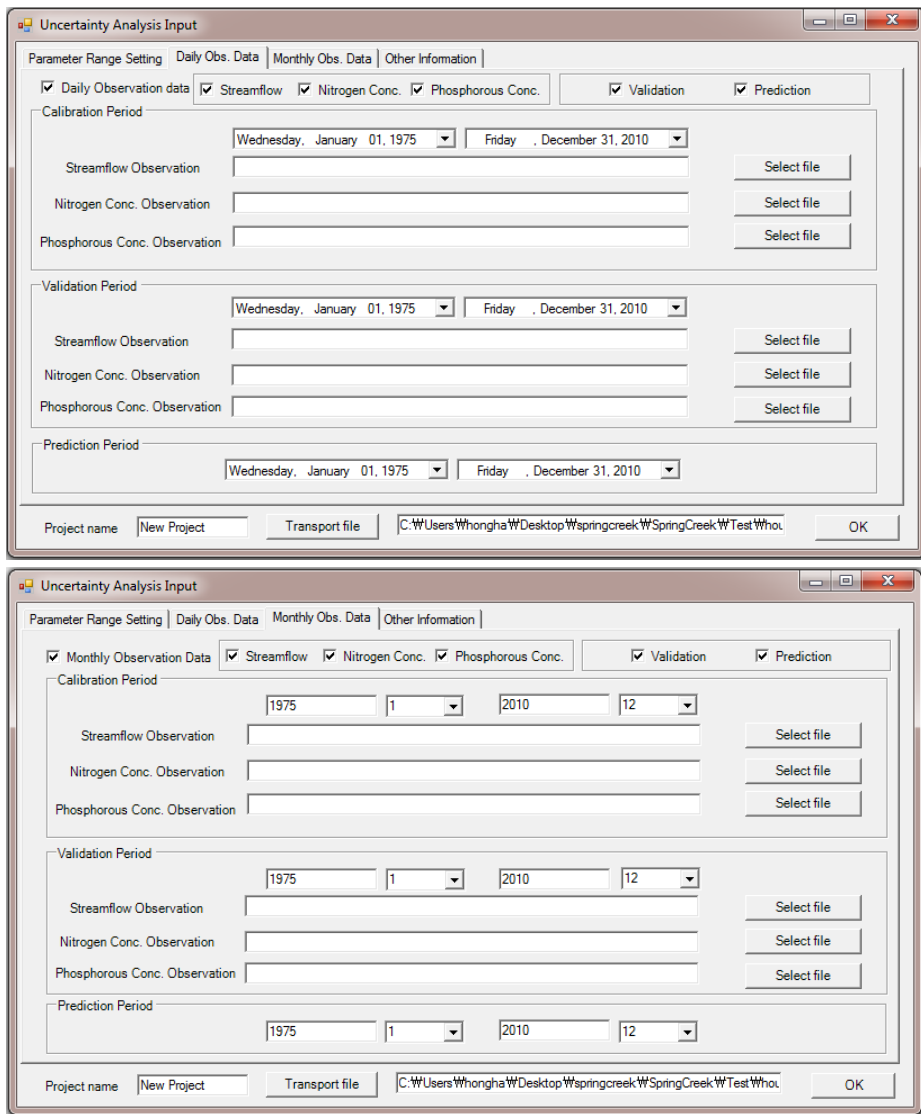 Uncertainty Analysis Input
Parameter Range Setting Daily Obs. Data Monthly Obs. Data Other Information
Daily Observation data Streamflow Nitrogen Conc. Phosphorous Conc. Validation Prediction
Calibration Period
Wednesday, January 01, 1975 Friday , December 31, 2010
Streamflow Observation Select file
Nitrogen Conc. Observation Select file
Phosphorous Conc. Observation Select file
Validation Period
Wednesday, January 01, 1975 Friday , December 31, 2010
Streamflow Observation Select file
Nitrogen Conc. Observation Select file
Phosphorous Conc. Observation Select file
Prediction Period
Wednesday, January 01, 1975 Friday , December 31, 2010
Project name New Project Transport file C:₩Users₩hongha₩Desktop₩springcreek₩SpringCreek₩Test₩hou OK
Uncertainty Analysis Input
Parameter Range Setting Daily Obs. Data Monthly Obs. Data Other Information
Monthly Observation Data Streamflow Nitrogen Conc. Phosphorous Conc. Validation Prediction
Calibration Period
1975 1 2010 12
Streamflow Observation Select file
Nitrogen Conc. Observation Select file
Phosphorous Conc. Observation Select file
Validation Period
1975 1 2010 12
Streamflow Observation Select file
Nitrogen Conc. Observation Select file
Phosphorous Conc. Observation Select file
Prediction Period
1975 1 2010 12
Project name New Project Transport file C:₩Users₩hongha₩Desktop₩springcreek₩SpringCreek₩Test₩hou OK